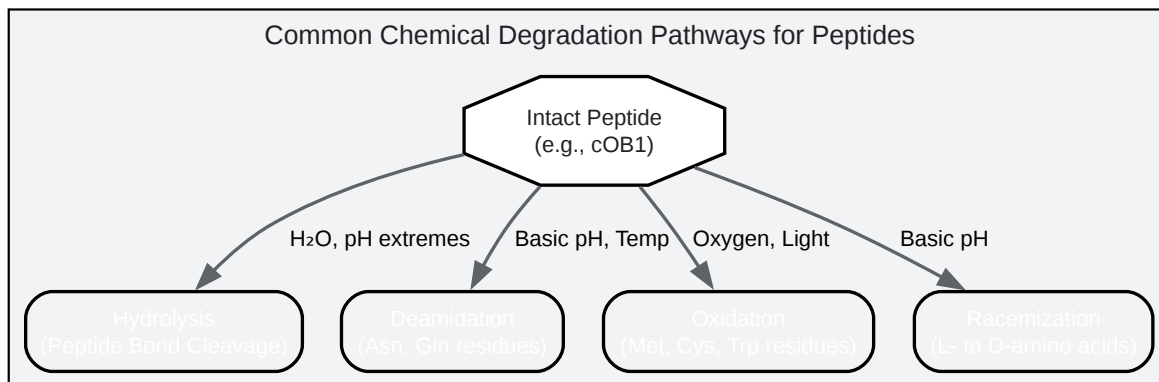 Common Chemical Degradation Pathways for Peptides
Intact Peptide
(e.g., cOB1)
H₂O, pH extremes
Basic pH, Temp
Oxygen, Light
Basic pH
Hydrolysis
(Peptide Bond Cleavage)
Deamidation
(Asn, Gln residues)
Oxidation
(Met, Cys, Trp residues)
Racemization
(L- to D-amino acids)